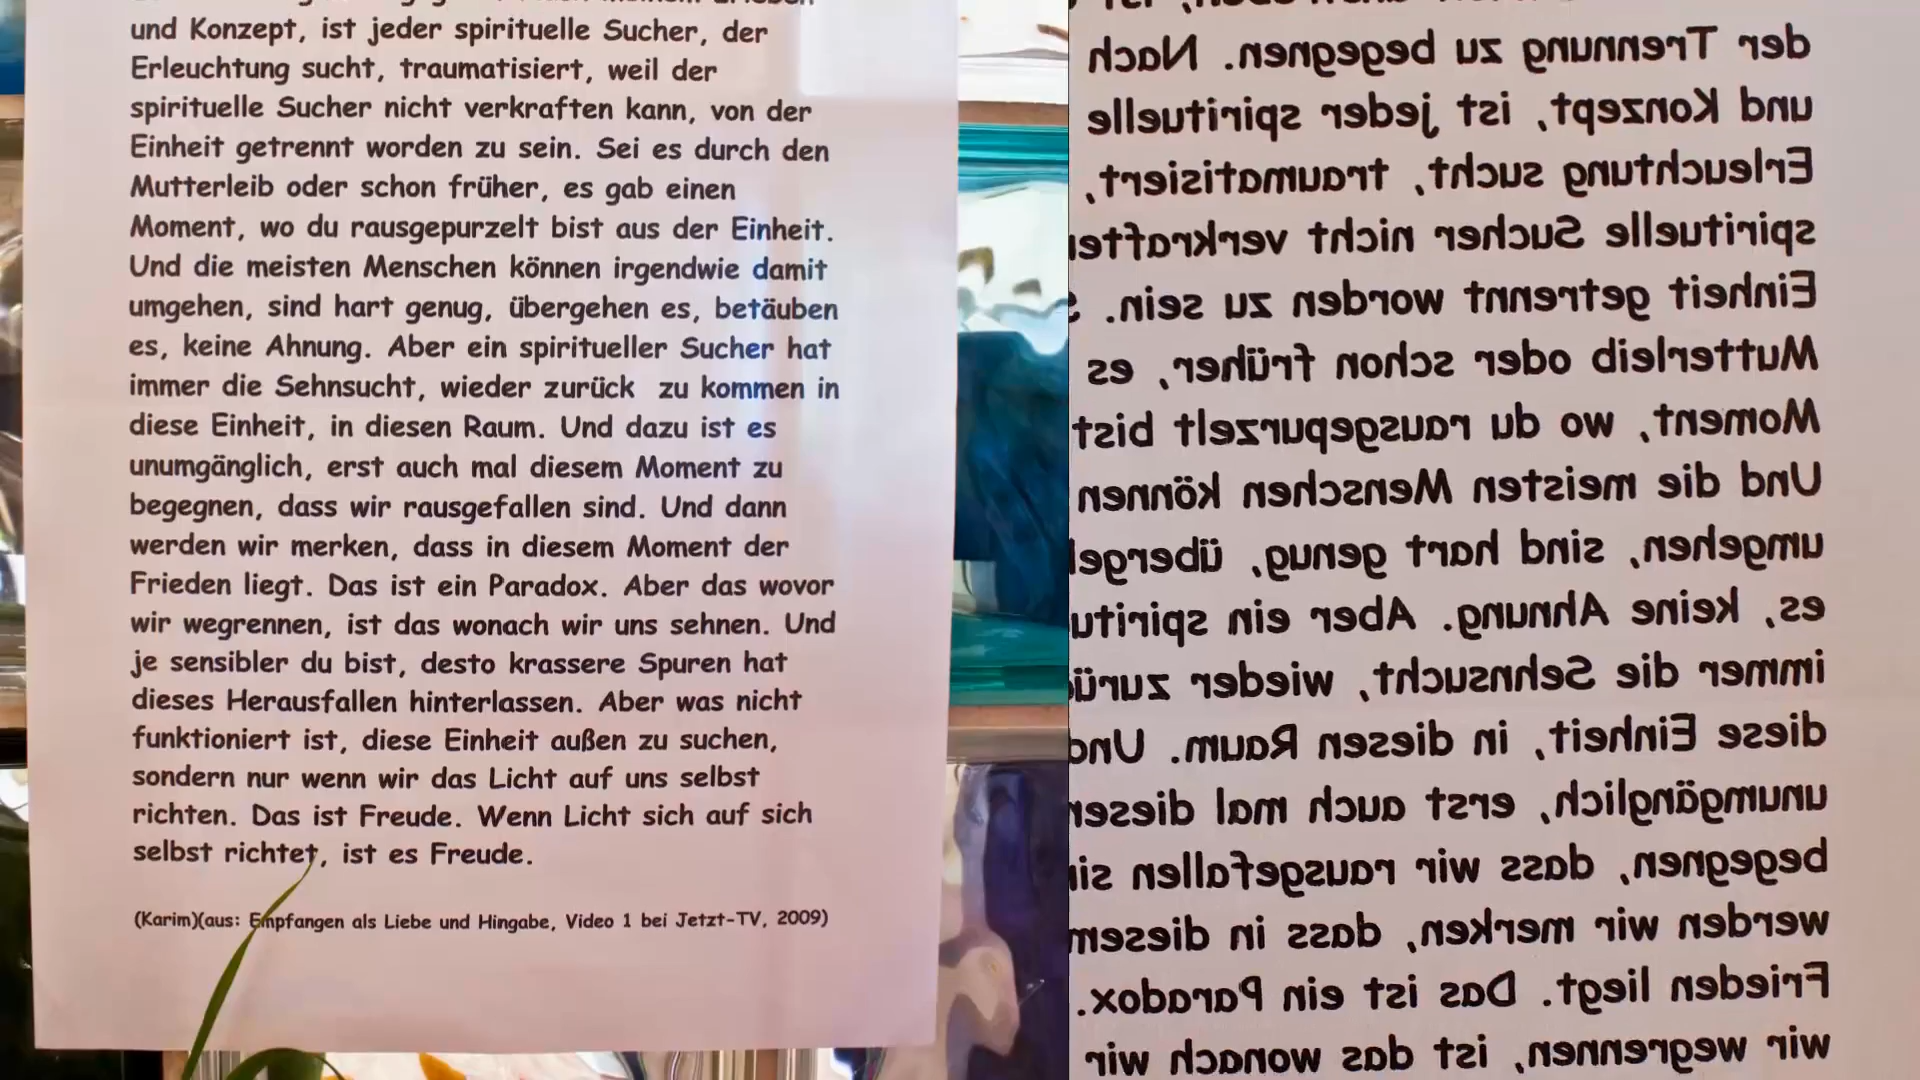 und Konzept, ist jeder spirituelle Sucher, der
Erleuchtung sucht, traumatisiert, weil der
spirituelle Sucher nicht verkraften kann, von der
Einheit getrennt worden zu sein. Sei es durch den
Mutterleib oder schon früher, es gab einen
Moment, wo du rausgepurzelt bist aus der Einheit.
Und die meisten Menschen können irgendwie damit
umgehen, sind hart genug, übergehen es, betäuben
es, keine Ahnung. Aber ein spiritueller Sucher hat
immer die Sehnsucht, wieder zurück zu kommen in
diese Einheit, in diesen Raum. Und dazu ist es
unumgänglich, erst auch mal diesem Moment zu
begegnen, dass wir rausgefallen sind. Und dann
werden wir merken, dass in diesem Moment der
Frieden liegt. Das ist ein Paradox. Aber das wovor
wir wegrennen, ist das wonach wir uns sehnen. Und
je sensibler du bist, desto krassere Spuren hat
dieses Herausfallen hinterlassen. Aber was nicht
funktioniert ist, diese Einheit außen zu suchen,
sondern nur wenn wir das Licht auf uns selbst
richten. Das ist Freude. Wenn Licht sich auf sich
selbst richtet, ist es Freude.
(Karim)(aus: Empfangen als Liebe und Hingabe, Video 1 bei Jetzt-TV, 2009)
der Trennung zu begegnen. Nach
und Konzept, ist jeder spirituelle
Erleuchtung sucht, traumatisiert,
spirituelle Sucher nicht
Einheit getrennt worden zu sein.
Mutterleib oder schon früher, es
Moment, wo du rausgepurzelt bist
Und die meisten Menschen können
umgehen, sind hart genug,
es, keine Ahnung. Aber ein
immer die Sehnsucht, wieder
diese Einheit, in diesen Raum. Und
unumgänglich, erst auch mal
begegnen, dass wir rausgefallen
werden wir merken, dass in diesem
Frieden liegt. Das ist ein Paradox.
wir wegrennen, ist das wonach wir